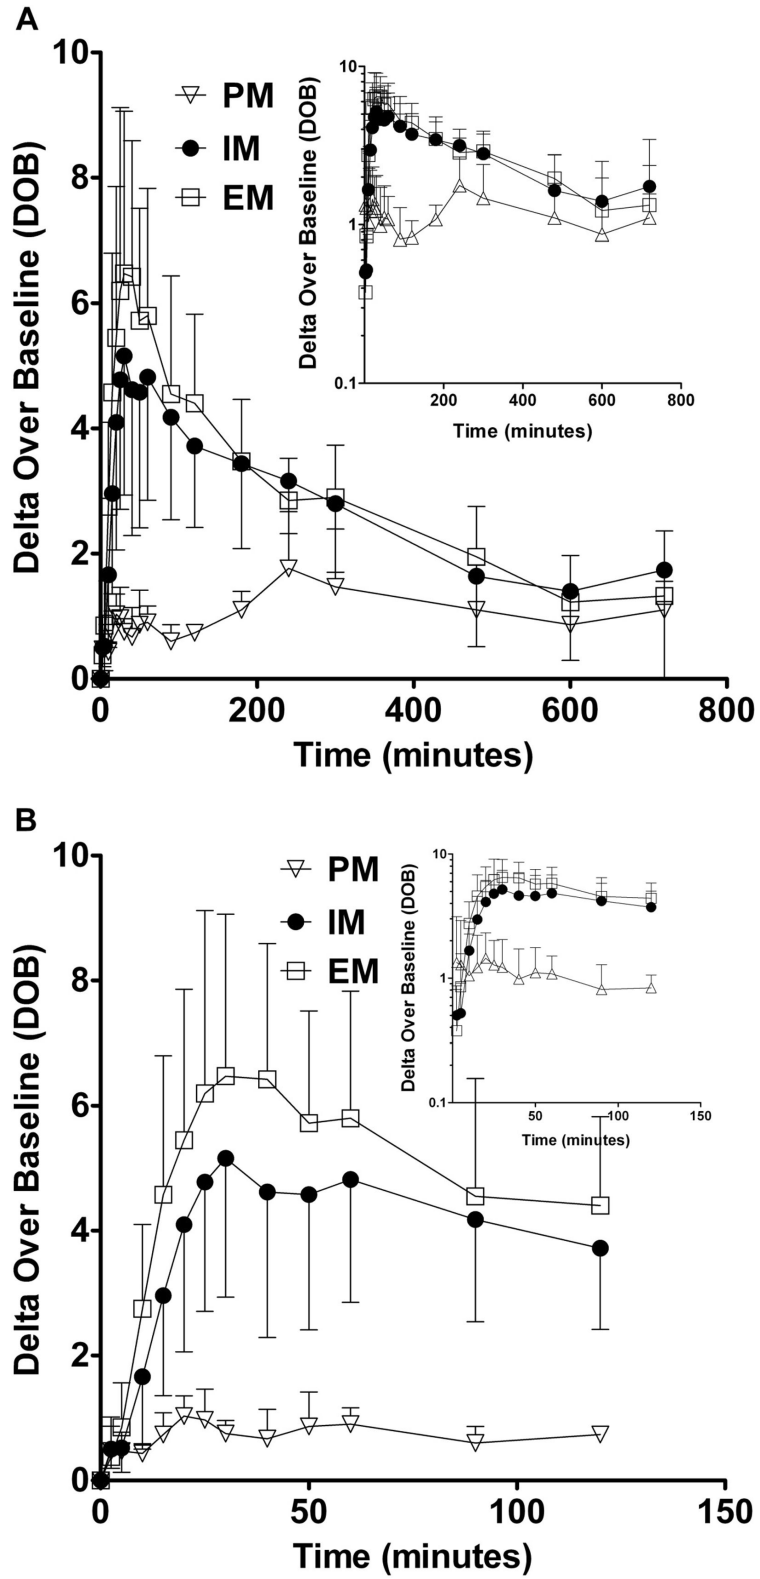 A
10
8
6
4
2
0
Delta Over Baseline (DOB)
PM
IM
EM
0 200 400 600 800
Time (minutes)
10
1
0.1
Delta Over Baseline (DOB)
200 400 600 800
Time (minutes)
B
10
8
6
4
2
0
Delta Over Baseline (DOB)
PM
IM
EM
0 50 100 150
Time (minutes)
10
1
0.1
Delta Over Baseline (DOB)
50 100 150
Time (minutes)